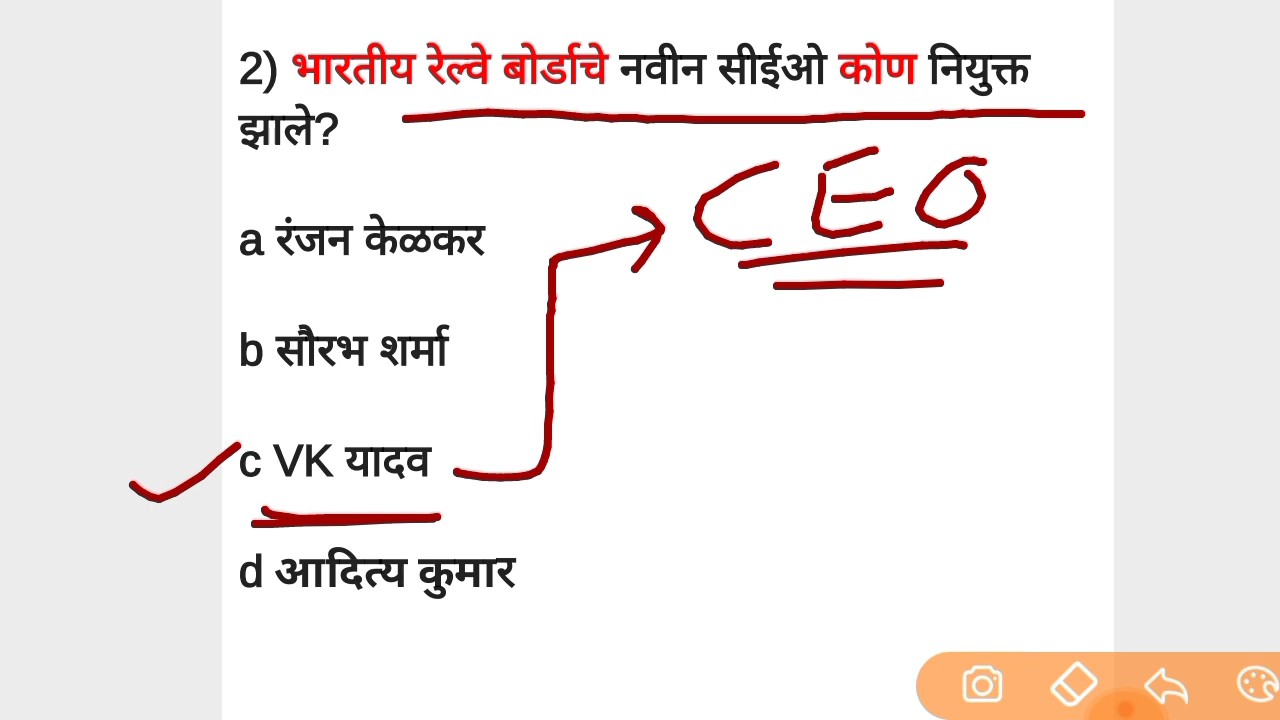 2) भारतीय रेल्वे बोर्डाचे नवीन सीईओ कोण नियुक्त
झाले?
CEO
a रंजन केळकर
b सौरभ शर्मा
c VK यादव
d आदित्य कुमार